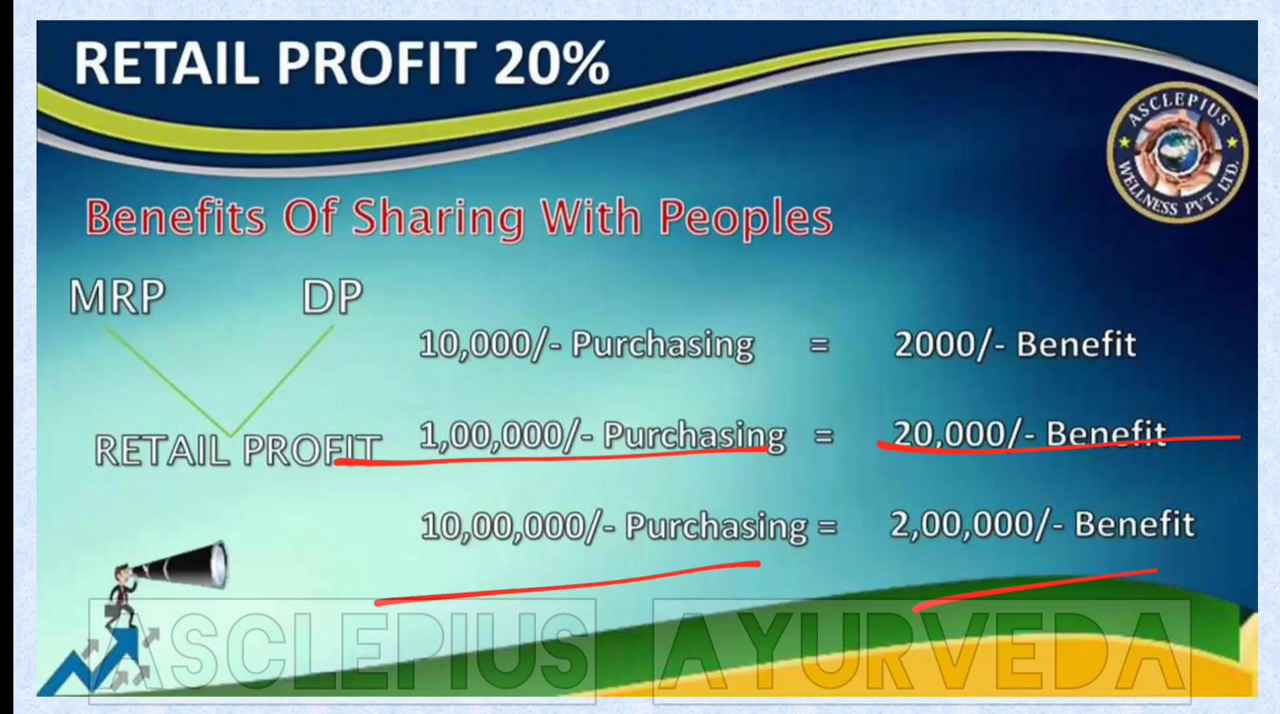 RETAIL PROFIT 20%
ASCLEPIUS
WELLNESS PVT. LTD.
Benefits Of Sharing With Peoples
MRP DP
10,000/- Purchasing = 2000/- Benefit
RETAIL PROFIT
1,00,000/- Purchasing = 20,000/- Benefit
10,00,000/- Purchasing = 2,00,000/- Benefit
ASCLEPIUS AYURVEDA